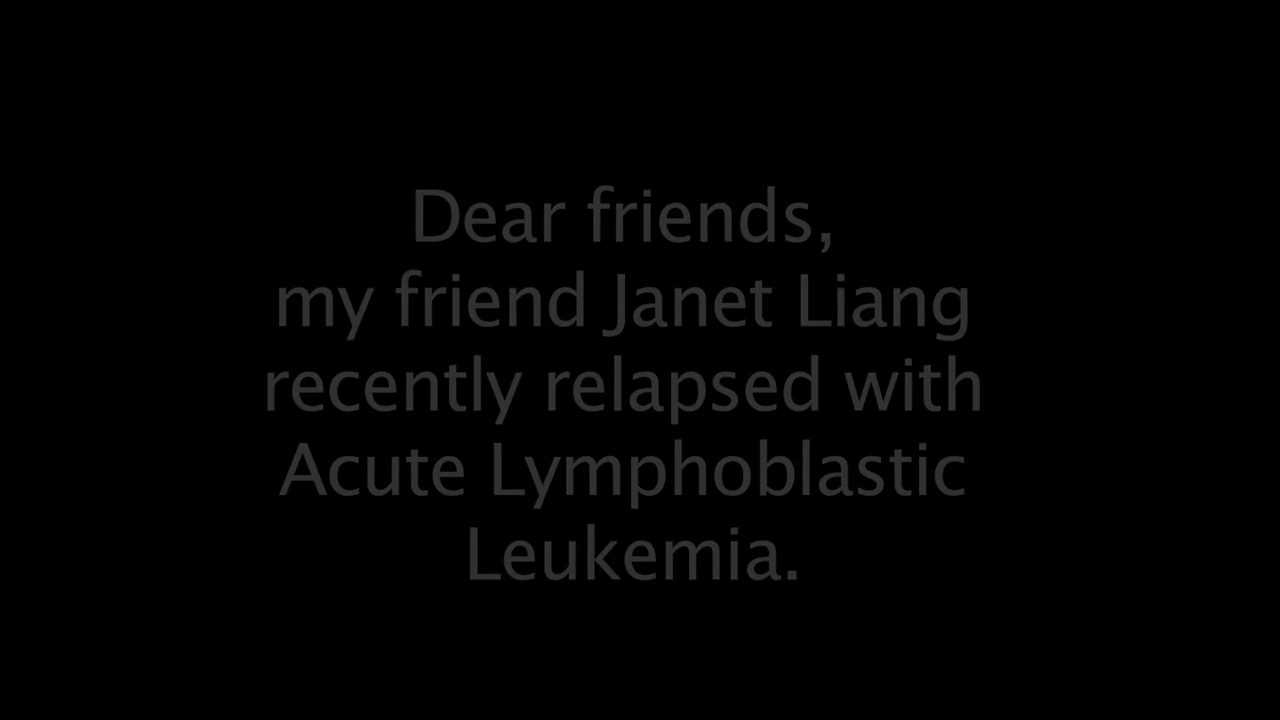 Dear friends,
my friend Janet Liang
recently relapsed with
Acute Lymphoblastic
Leukemia.